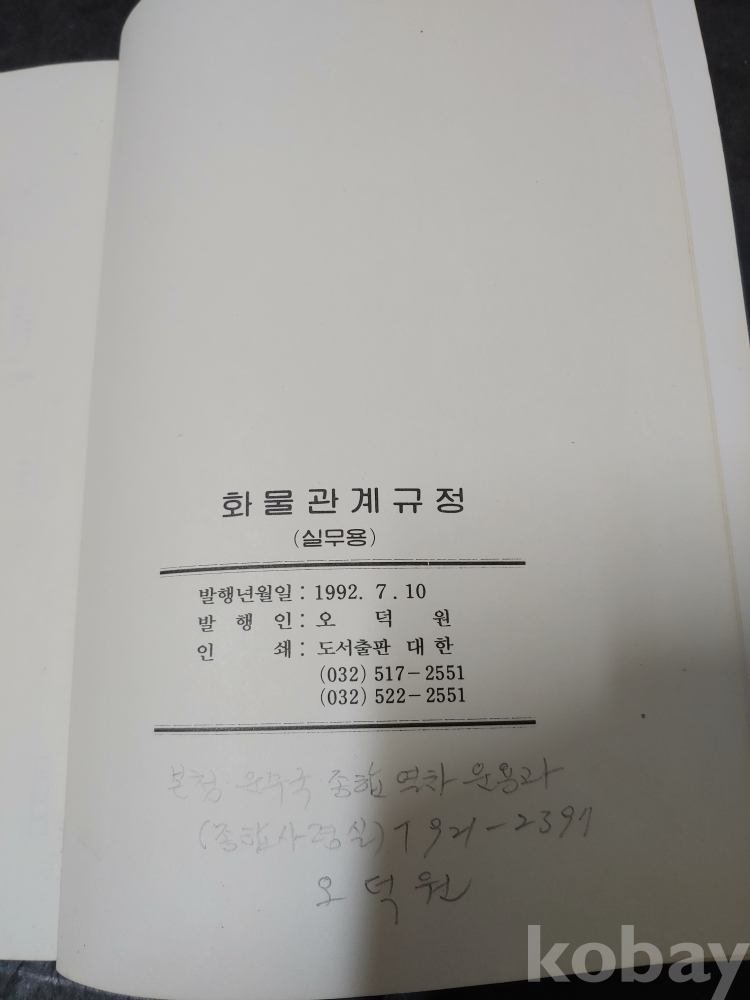 화물관계규정
(실무용)
발행년월일 : 1992. 7. 10
발 행 인 : 오 덕 원
인 쇄 : 도서출판 대한
(032) 517-2551
(032) 522-2551
본청 운수국 종합 역차 운용과
(종합사령실) T 921-2391
오덕원
kobay